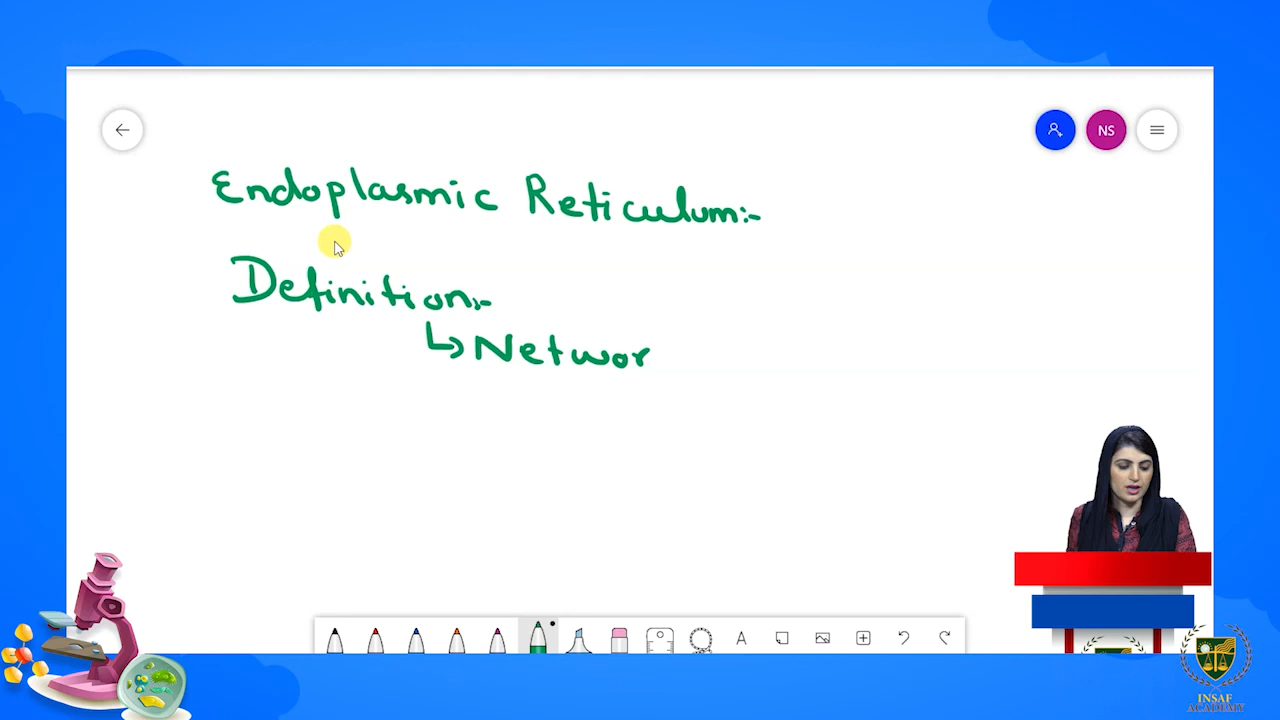 NS
Endoplasmic Reticulum:-
Definition:-
↳ Networ
A
INSAF
ACADEMY